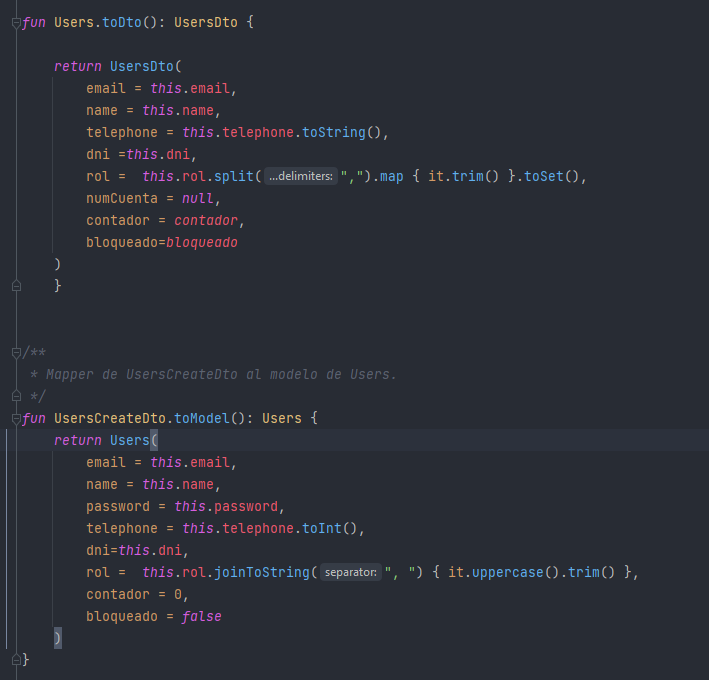 fun Users.toDto(): UsersDto {
return UsersDto(
email = this.email,
name = this.name,
telephone = this.telephone.toString(),
dni =this.dni,
rol =  this.rol.split( ...delimiters: ",").map { it.trim() }.toSet(),
numCuenta = null,
contador = contador,
bloqueado=bloqueado
)
}
/**
* Mapper de UsersCreateDto al modelo de Users.
*/
fun UsersCreateDto.toModel(): Users {
return Users(
email = this.email,
name = this.name,
password = this.password,
telephone = this.telephone.toInt(),
dni=this.dni,
rol =  this.rol.joinToString( separator: ", ") { it.uppercase().trim() },
contador = 0,
bloqueado = false
)
}